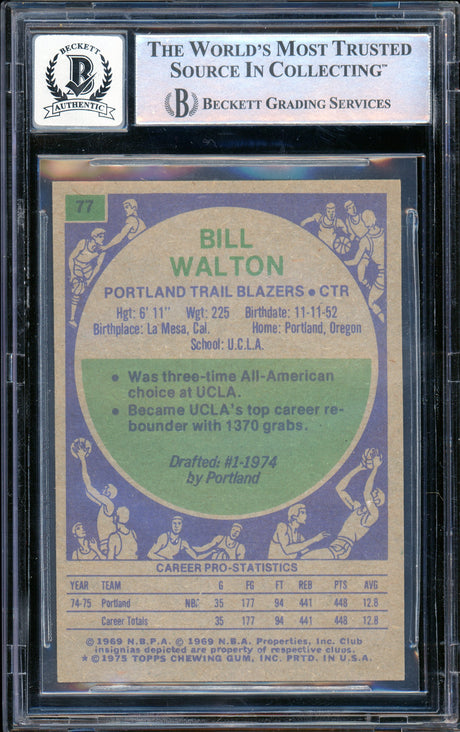 BECKETT
B
AUTHENTIC
THE WORLD'S MOST TRUSTED
SOURCE IN COLLECTING™
B BECKETT GRADING SERVICES
77
BILL
WALTON
PORTLAND TRAIL BLAZERS • CTR
Hgt: 6' 11" Wgt: 225 Birthdate: 11-11-52
Birthplace: La Mesa, Cal. Home: Portland, Oregon
School: U.C.L.A.
• Was three-time All-American
choice at UCLA.
• Became UCLA's top career re-
bounder with 1370 grabs.
Drafted: #1-1974
by Portland
CAREER PRO-STATISTICS
YEAR TEAM G FG FT REB PTS AVG
74-75 Portland NBA 35 177 94 441 448 12.8
Career Totals 35 177 94 441 448 12.8
© 1969 N.B.P.A. © 1969 N.B.A. Properties, Inc. Club
insignias depicted are property of respective clubs.
★ © 1975 TOPPS CHEWING GUM, INC. PRTD. IN U.S.A.